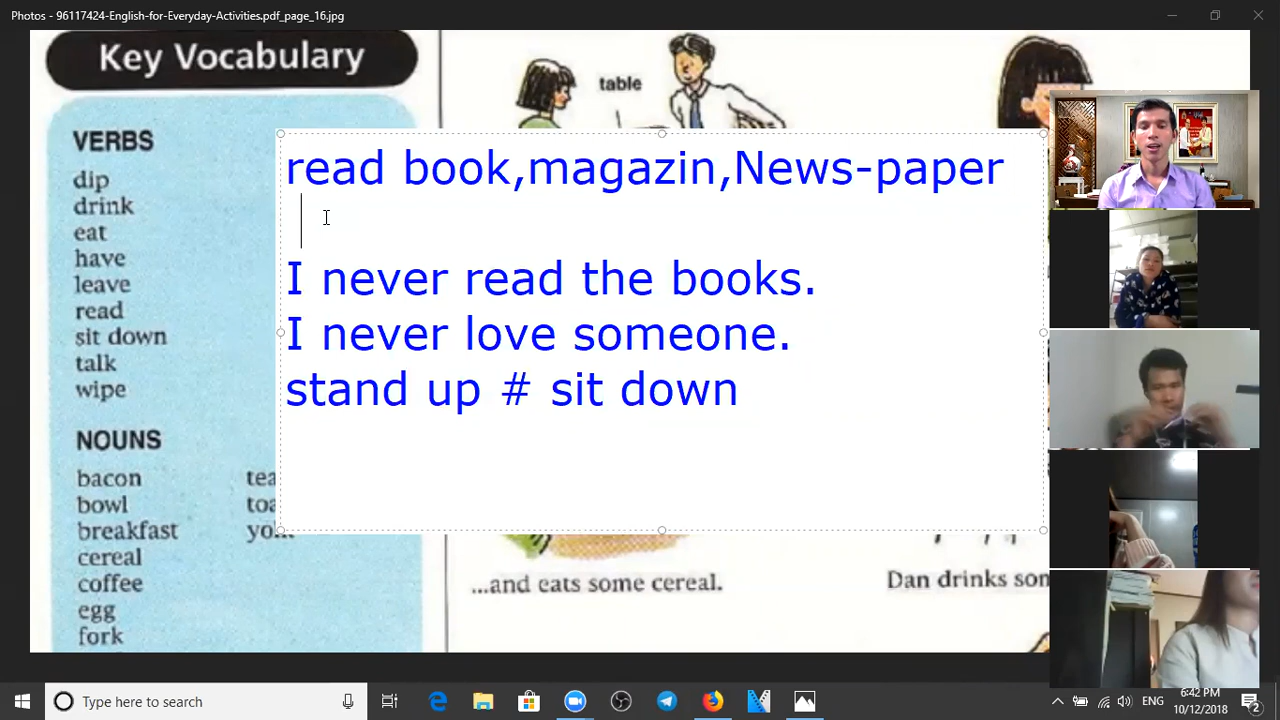 Photos - 96117424-English-for-Everyday-Activities.pdf_page_16.jpg
Key Vocabulary
VERBS
dip
drink
eat
have
leave
read
sit down
talk
wipe
NOUNS
bacon
bowl
breakfast
cereal
coffee
egg
fork
table
read book,magazin,News-paper
I never read the books.
I never love someone.
stand up # sit down
...and eats some cereal.
Dan drinks
Type here to search
ENG
6:42 PM
10/12/2018
2